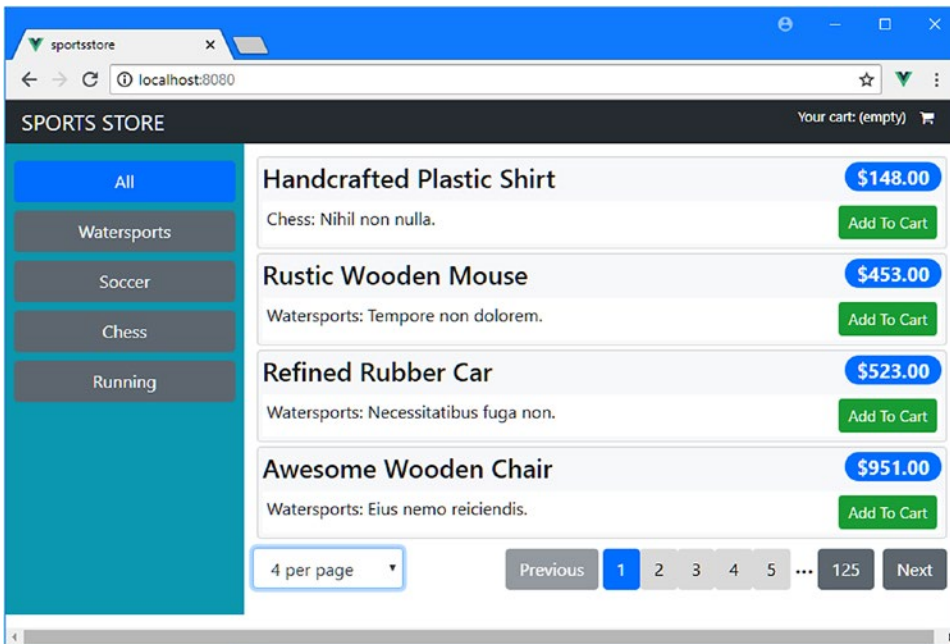 sportsstore
localhost:8080
SPORTS STORE
Your cart: (empty)
All
Watersports
Soccer
Chess
Running
Handcrafted Plastic Shirt
$148.00
Chess: Nihil non nulla.
Add To Cart
Rustic Wooden Mouse
$453.00
Watersports: Tempore non dolorem.
Add To Cart
Refined Rubber Car
$523.00
Watersports: Necessitatibus fuga non.
Add To Cart
Awesome Wooden Chair
$951.00
Watersports: Eius nemo reiciendis.
Add To Cart
4 per page
Previous 1 2 3 4 5 ... 125 Next